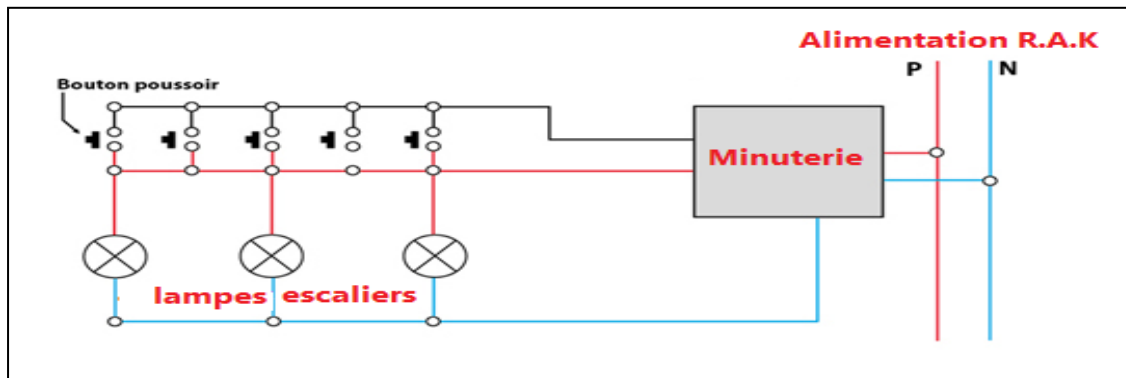 Alimentation R.A.K
P N
Bouton poussoir
Minuterie
lampes escaliers